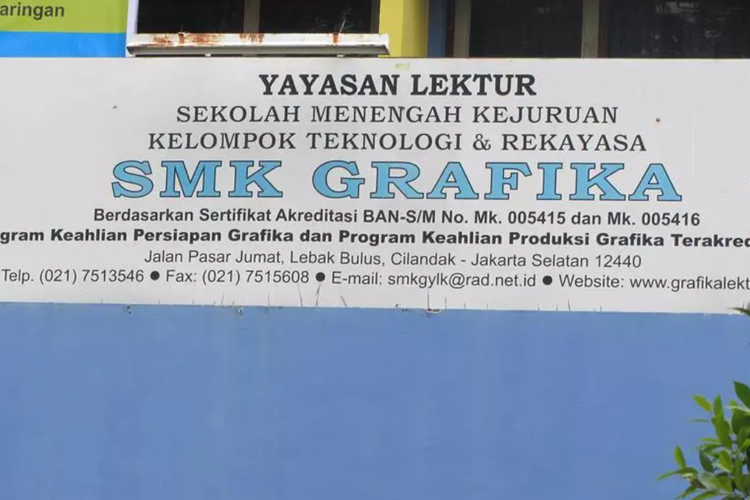 aringan
YAYASAN LEKTUR
SEKOLAH MENENGAH KEJURUAN
KELOMPOK TEKNOLOGI & REKAYASA
SMK GRAFIKA
Berdasarkan Sertifikat Akreditasi BAN-S/M No. Mk. 005415 dan Mk. 005416
gram Keahlian Persiapan Grafika dan Program Keahlian Produksi Grafika Terakred
Jalan Pasar Jumat, Lebak Bulus, Cilandak - Jakarta Selatan 12440
Telp. (021) 7513546 ● Fax: (021) 7515608 ● E-mail: smkgylk@rad.net.id ● Website: www.grafikalekt